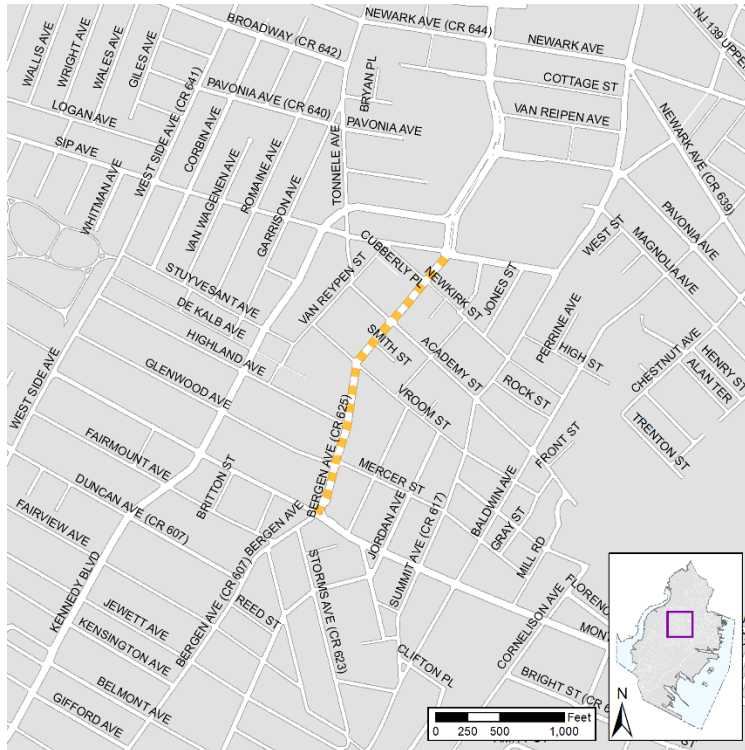 BROADWAY (CR 642)
NEWARK AVE (CR 644)
NEWARK AVE
NJ 139 UPPER
WALLIS AVE
WRIGHT AVE
WALES AVE
GILES AVE
WEST SIDE AVE (CR 641)
PAVONIA AVE (CR 640)
BRYAN PL
COTTAGE ST
VAN REIPEN AVE
NEWARK AVE (CR 639)
LOGAN AVE
SIP AVE
CORBIN AVE
PAVONIA AVE
TONNELE AVE
WHITMAN AVE
VAN WAGENEN AVE
ROMAINE AVE
GARRISON AVE
WEST ST
PAVONIA AVE
MAGNOLIA AVE
CUBBERLY PL
NEWKIRK ST
JONES ST
STUYVESANT AVE
VAN REYPEN ST
DE KALB AVE
HIGHLAND AVE
SMITH ST
ACADEMY ST
PERRINE AVE
HIGH ST
CHESTNUT AVE
HENRY ST
ALAN TER
WEST SIDE AVE
GLENWOOD AVE
VROOM ST
ROCK ST
TRENTON ST
BERGEN AVE (CR 625)
FAIRMOUNT AVE
BRITTON ST
MERCER ST
FRONT ST
DUNCAN AVE (CR 607)
BERGEN AVE
JORDAN AVE
SUMMIT AVE (CR 617)
BALDWIN AVE
GRAY ST
MILL RD
FAIRVIEW AVE
KENNEDY BLVD
BERGEN AVE (CR 607)
REED ST
STORMS AVE (CR 623)
CORNELISON AVE
FLORENC
MON
JEWETT AVE
KENSINGTON AVE
CLIFTON PL
BRIGHT ST (CR 6
BELMONT AVE
GIFFORD AVE
N
Feet
0 250 500 1,000